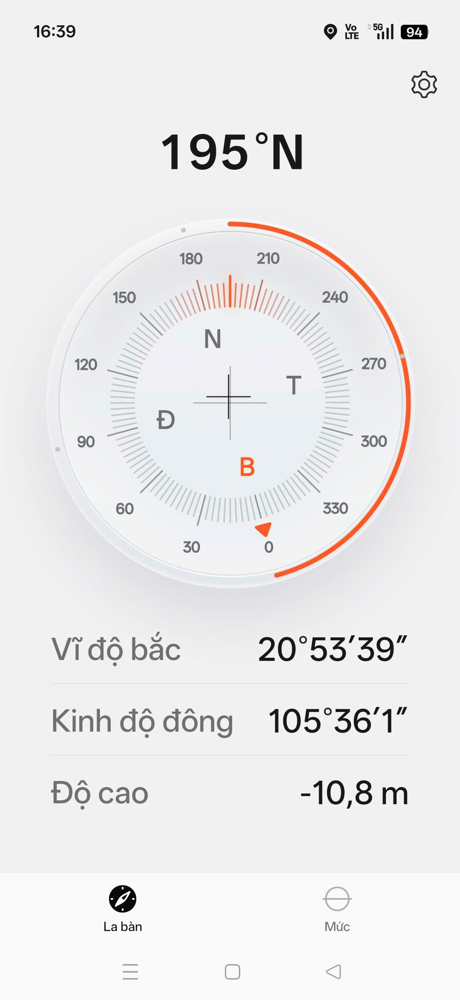 16:39 Vo LTE 5G 94
195°N
180 210
150 240
N
120 270
T
Đ
90 300
B
60 330
30 0
Vĩ độ bắc 20°53′39″
Kinh độ đông 105°36′1″
Độ cao -10,8 m
La bàn Mức